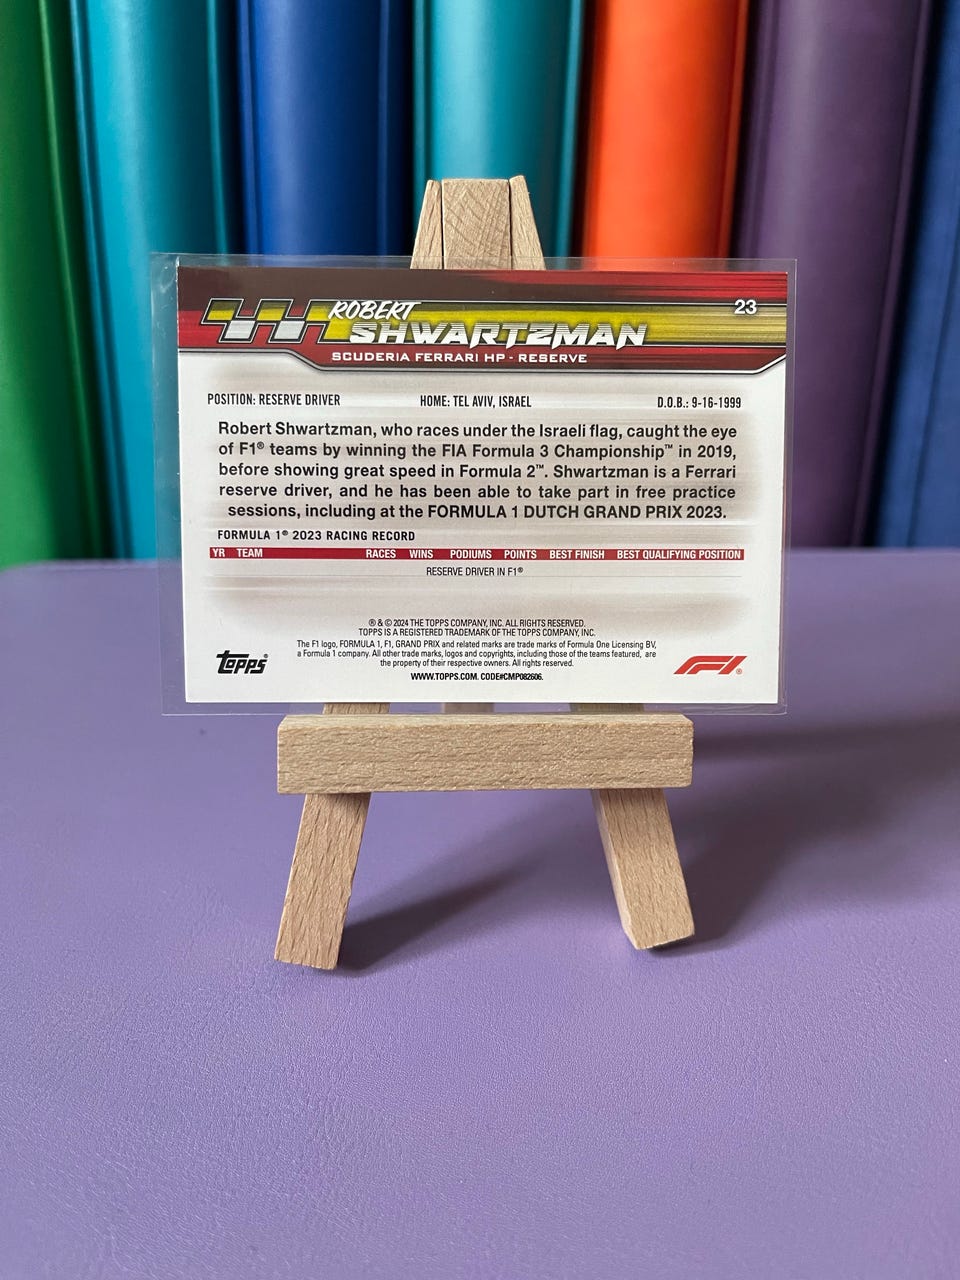 ROBERT
SHWARTZMAN
23
SCUDERIA FERRARI HP - RESERVE
POSITION: RESERVE DRIVER HOME: TEL AVIV, ISRAEL D.O.B.: 9-16-1999
Robert Shwartzman, who races under the Israeli flag, caught the eye
of F1® teams by winning the FIA Formula 3 Championship™ in 2019,
before showing great speed in Formula 2™. Shwartzman is a Ferrari
reserve driver, and he has been able to take part in free practice
sessions, including at the FORMULA 1 DUTCH GRAND PRIX 2023.
FORMULA 1® 2023 RACING RECORD
YR TEAM RACES WINS PODIUMS POINTS BEST FINISH BEST QUALIFYING POSITION
RESERVE DRIVER IN F1®
® & © 2024 THE TOPPS COMPANY, INC. ALL RIGHTS RESERVED.
TOPPS IS A REGISTERED TRADEMARK OF THE TOPPS COMPANY, INC.
The F1 logo, FORMULA 1, F1, GRAND PRIX and related marks are trade marks of Formula One Licensing BV,
a Formula 1 company. All other trade marks, logos and copyrights, including those of the teams featured, are
the property of their respective owners. All rights reserved.
WWW.TOPPS.COM. CODE#CMP082606.
Topps®
F1®